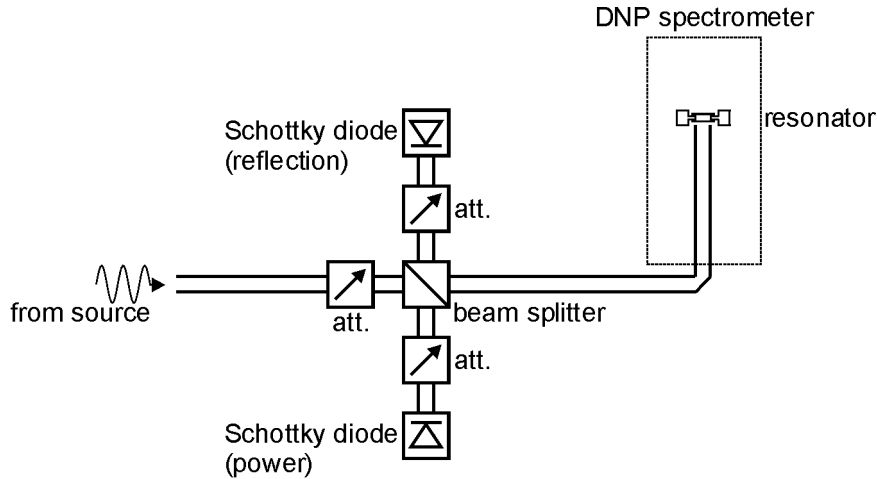 DNP spectrometer
resonator
Schottky diode
(reflection)
att.
from source
att.
beam splitter
att.
Schottky diode
(power)